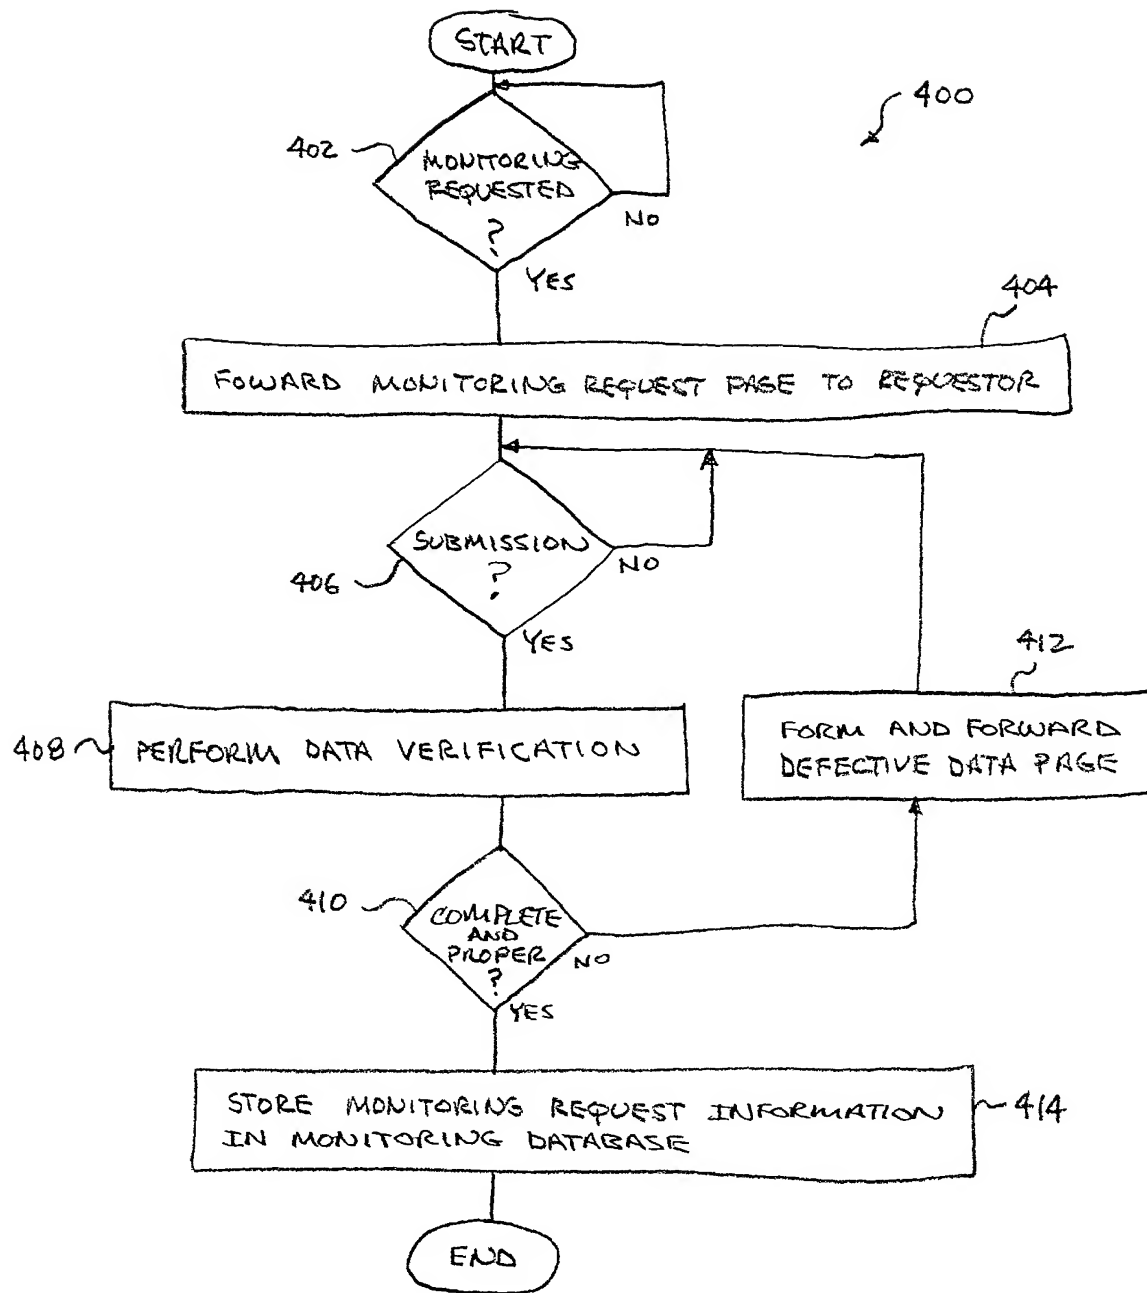 START
400
402
MONITORING
REQUESTED
?
NO
YES
404
FOWARD MONITORING REQUEST PAGE TO REQUESTOR
SUBMISSION
?
406
NO
YES
412
408
PERFORM DATA VERIFICATION
FORM AND FORWARD
DEFECTIVE DATA PAGE
410
COMPLETE
AND
PROPER
?
NO
YES
STORE MONITORING REQUEST INFORMATION
IN MONITORING DATABASE
414
END